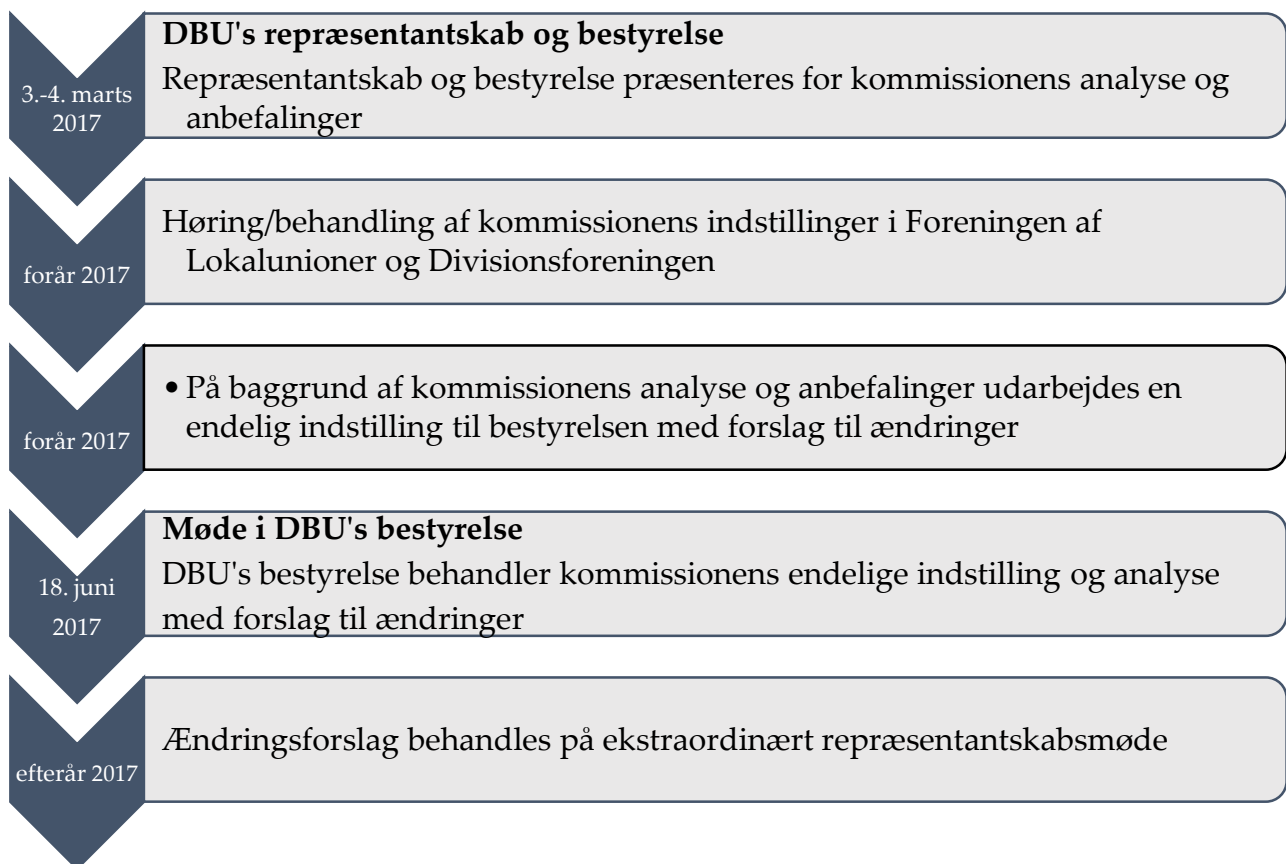 3.-4. marts
2017
DBU's repræsentantskab og bestyrelse
Repræsentantskab og bestyrelse præsenteres for kommissionens analyse og
anbefalinger
forår 2017
Høring/behandling af kommissionens indstillinger i Foreningen af
Lokalunioner og Divisionsforeningen
forår 2017
• På baggrund af kommissionens analyse og anbefalinger udarbejdes en
endelig indstilling til bestyrelsen med forslag til ændringer
18. juni
2017
Møde i DBU's bestyrelse
DBU's bestyrelse behandler kommissionens endelige indstilling og analyse
med forslag til ændringer
efterår 2017
Ændringsforslag behandles på ekstraordinært repræsentantskabsmøde